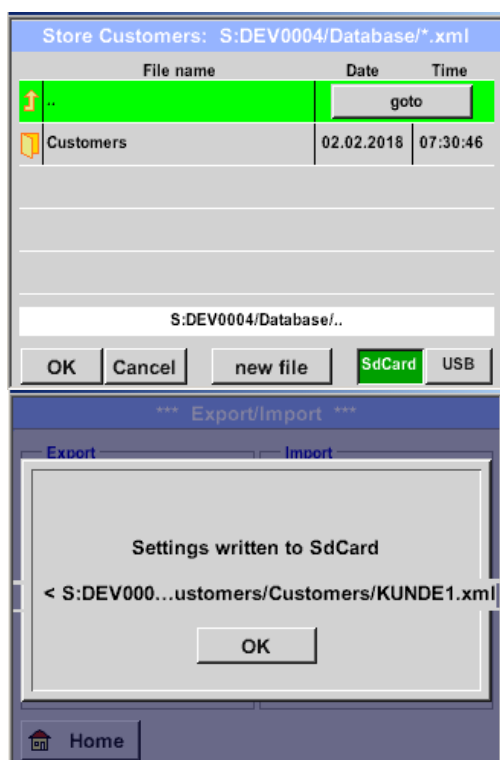 Store Customers: S:DEV0004/Database/*.xml
File name Date Time
.. goto
Customers 02.02.2018 07:30:46
S:DEV0004/Database/..
OK Cancel new file SdCard USB
*** Export/Import ***
Export Import
Settings written to SdCard
< S:DEV000...ustomers/Customers/KUNDE1.xml
OK
Home